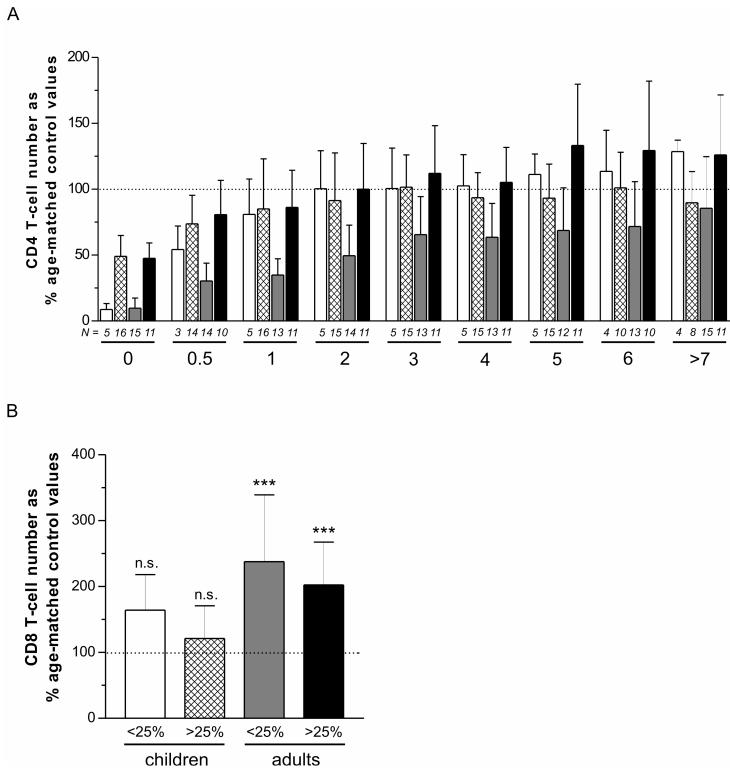 A
CD4 T-cell number as
% age-matched control values
200
150
100
50
0
N = 5 16 15 11 3 14 14 10 5 16 13 11 5 15 14 11 5 15 13 11 5 15 13 11 5 15 12 11 4 10 13 10 4 8 15 11
0 0.5 1 2 3 4 5 6 >7
B
CD8 T-cell number as
% age-matched control values
400
300
200
100
0
n.s. n.s. *** ***
<25% >25% <25% >25%
children adults